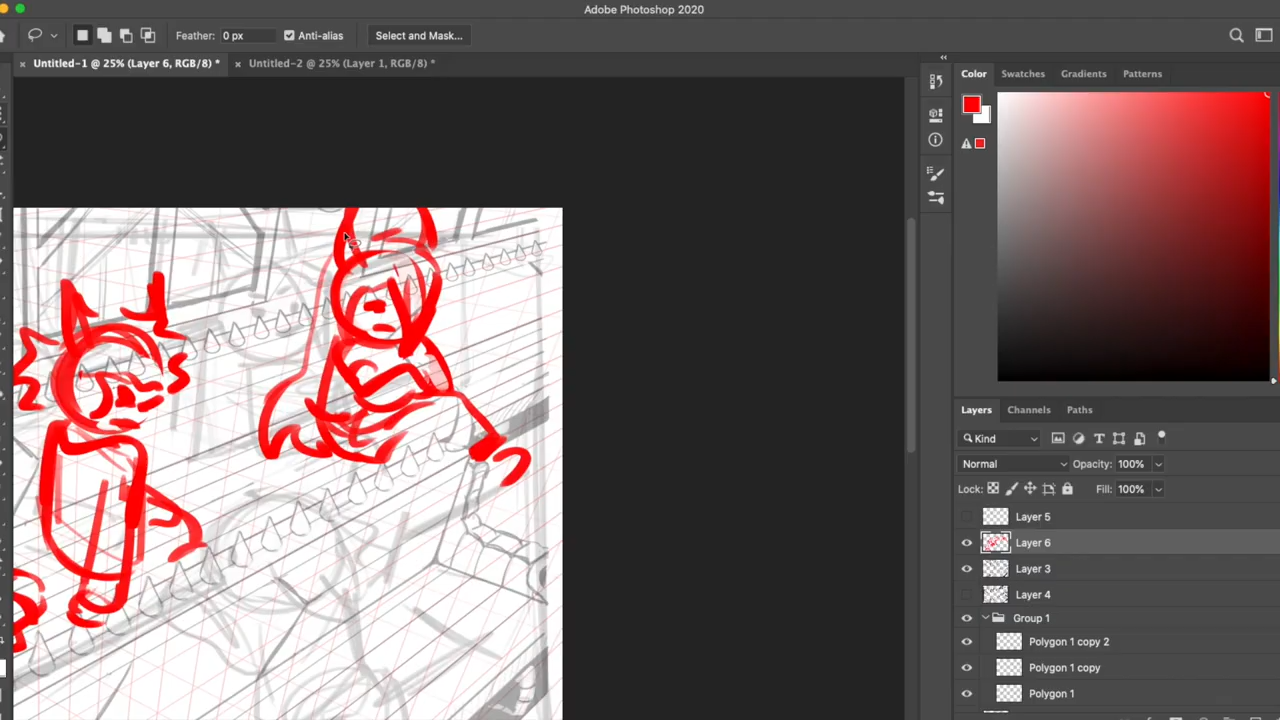 Adobe Photoshop 2020
Feather: 0 px Anti-alias Select and Mask...
Untitled-1 @ 25% (Layer 6, RGB/8) * Untitled-2 @ 25% (Layer 1, RGB/8) *
Color Swatches Gradients Patterns
Layers Channels Paths
Kind
Normal Opacity: 100%
Lock: Fill: 100%
Layer 5
Layer 6
Layer 3
Layer 4
Group 1
Polygon 1 copy 2
Polygon 1 copy
Polygon 1